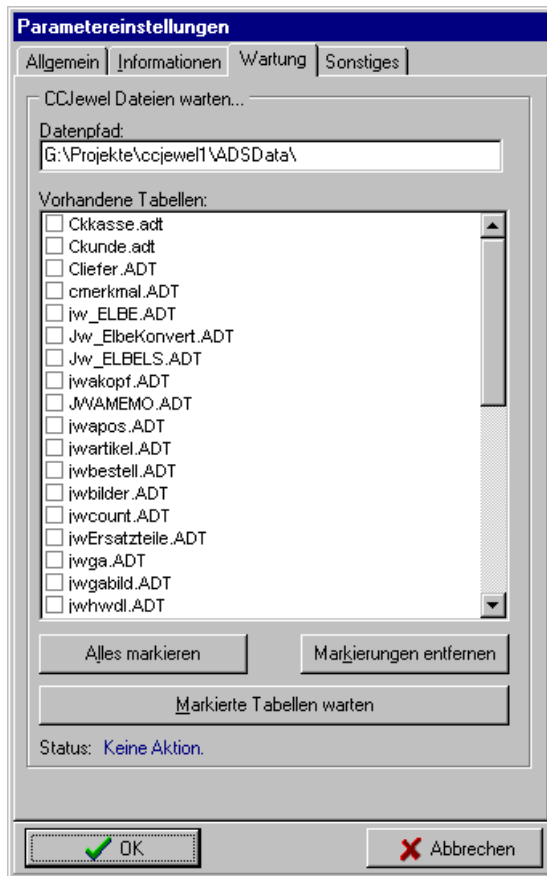 Parametereinstellungen
Allgemein Informationen Wartung Sonstiges
CCJewel Dateien warten...
Datenpfad:
G:\Projekte\ccjewel1\ADSData\
Vorhandene Tabellen:
Ckkasse.adt
Ckunde.adt
Cliefer.ADT
cmerkmal.ADT
jw_ELBE.ADT
Jw_ElbeKonvert.ADT
Jw_ELBELS.ADT
jwakopf.ADT
JWAMEMO.ADT
jwapos.ADT
jwartikel.ADT
jwbestell.ADT
jwbilder.ADT
jwcount.ADT
jwErsatzteile.ADT
jwga.ADT
jwgabild.ADT
jwhwdl.ADT
Alles markieren Markierungen entfernen
Markierte Tabellen warten
Status: Keine Aktion.
OK Abbrechen